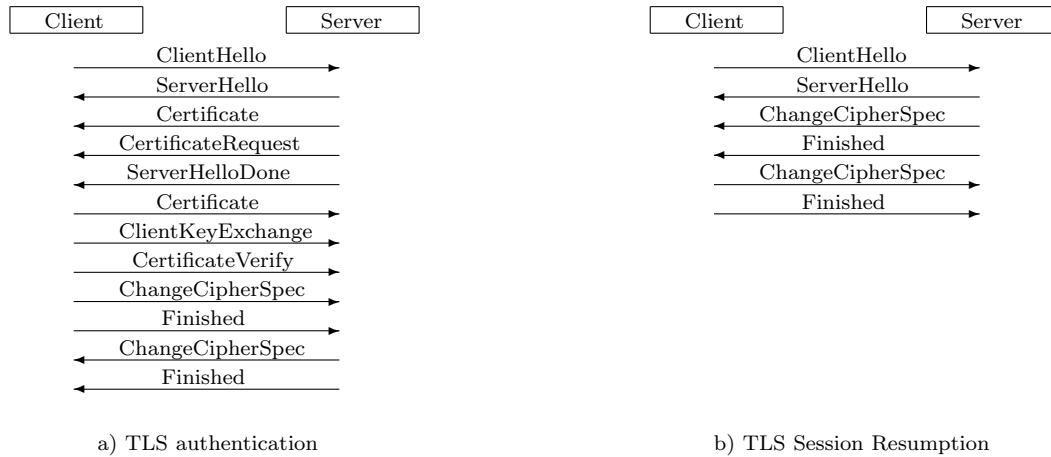 Client Server
ClientHello
ServerHello
Certificate
CertificateRequest
ServerHelloDone
Certificate
ClientKeyExchange
CertificateVerify
ChangeCipherSpec
Finished
ChangeCipherSpec
Finished
a) TLS authentication
Client Server
ClientHello
ServerHello
ChangeCipherSpec
Finished
ChangeCipherSpec
Finished
b) TLS Session Resumption